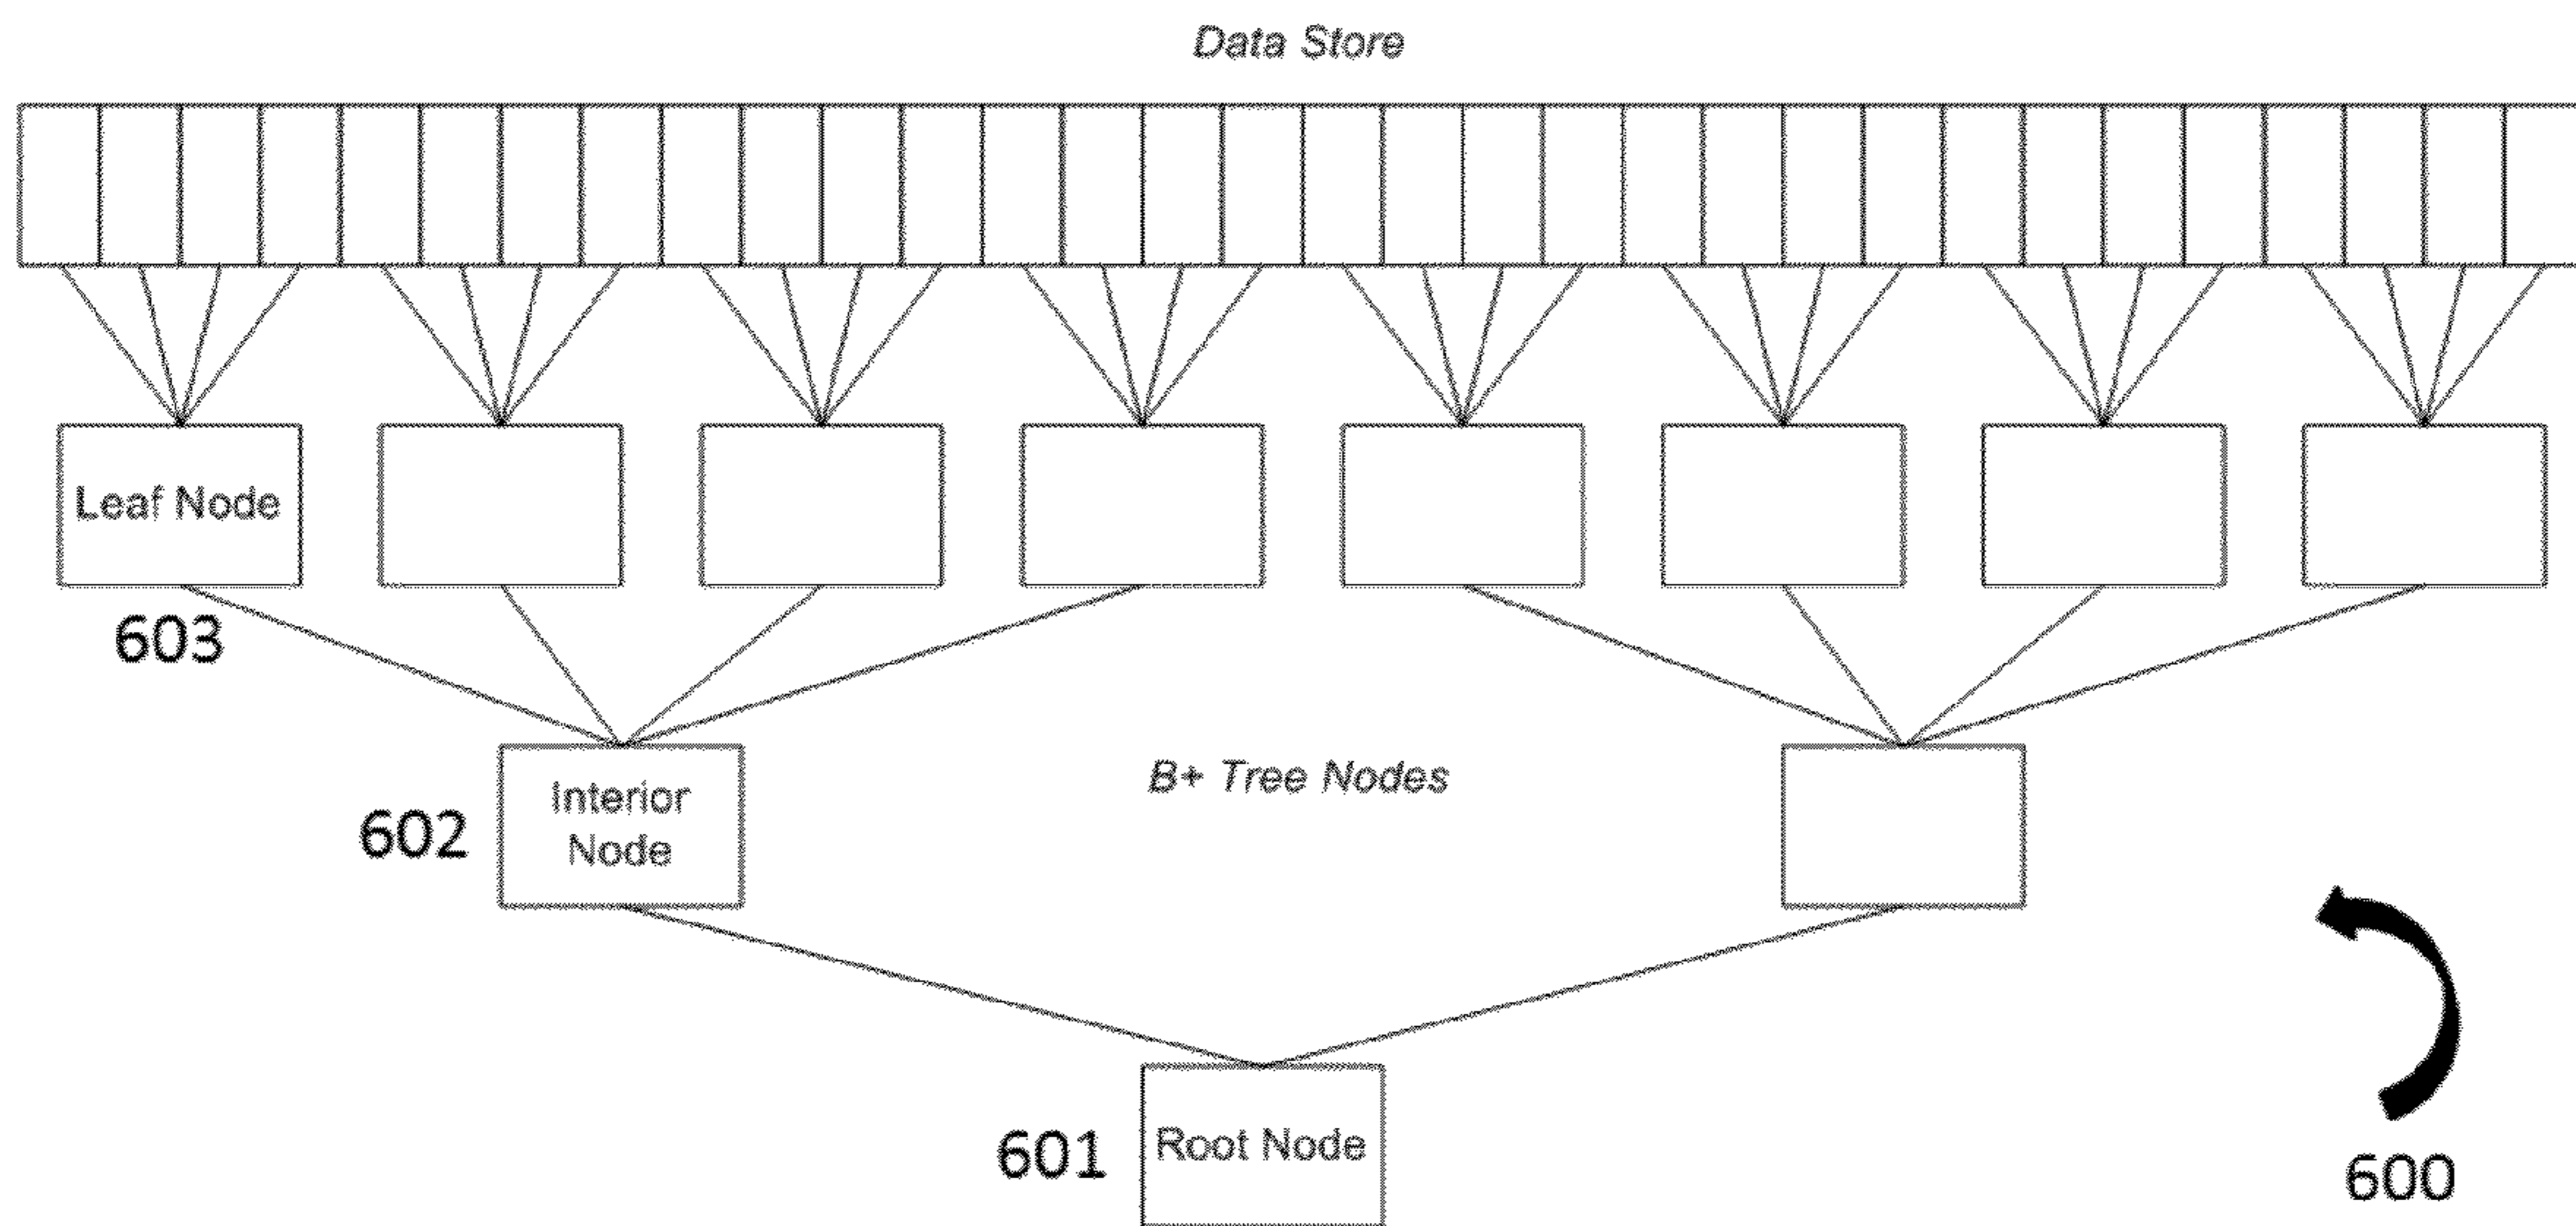 Data Store
Leaf Node
603
Interior
Node
602
B+ Tree Nodes
601
Root Node
600